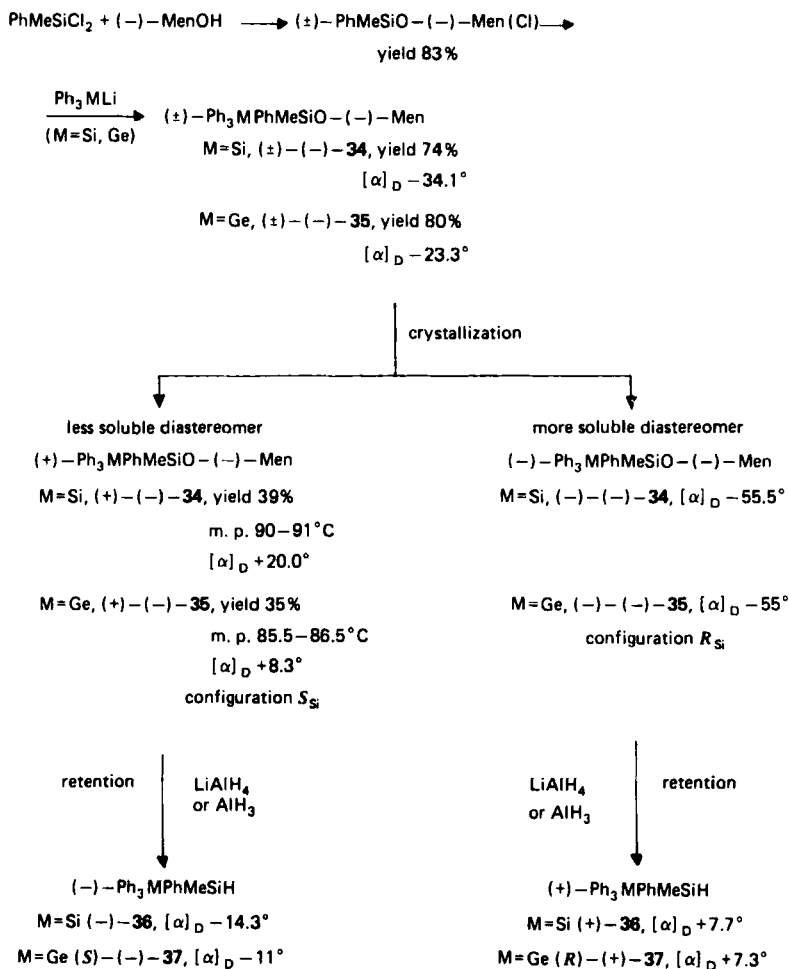 PhMeSiCl₂ + (−)−MenOH ⟶ (±)−PhMeSiO−(−)−Men(Cl) ⟶
yield 83%
Ph₃MLi
(M=Si, Ge)
(±)−Ph₃MPhMeSiO−(−)−Men
M=Si, (±)−(−)−34, yield 74%
[α]D −34.1°
M=Ge, (±)−(−)−35, yield 80%
[α]D −23.3°
crystallization
less soluble diastereomer
(+)−Ph₃MPhMeSiO−(−)−Men
M=Si, (+)−(−)−34, yield 39%
m. p. 90−91°C
[α]D +20.0°
M=Ge, (+)−(−)−35, yield 35%
m. p. 85.5−86.5°C
[α]D +8.3°
configuration SSi
more soluble diastereomer
(−)−Ph₃MPhMeSiO−(−)−Men
M=Si, (−)−(−)−34, [α]D −55.5°
M=Ge, (−)−(−)−35, [α]D −55°
configuration RSi
retention
LiAlH₄
or AlH₃
LiAlH₄
or AlH₃
retention
(−)−Ph₃MPhMeSiH
M=Si (−)−36, [α]D −14.3°
M=Ge (S)−(−)−37, [α]D −11°
(+)−Ph₃MPhMeSiH
M=Si (+)−36, [α]D +7.7°
M=Ge (R)−(+)−37, [α]D +7.3°